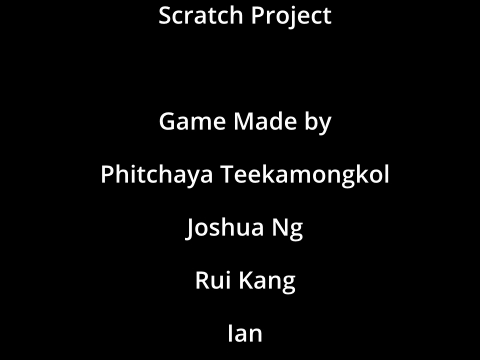 Scratch Project
Game Made by
Phitchaya Teekamongkol
Joshua Ng
Rui Kang
Ian